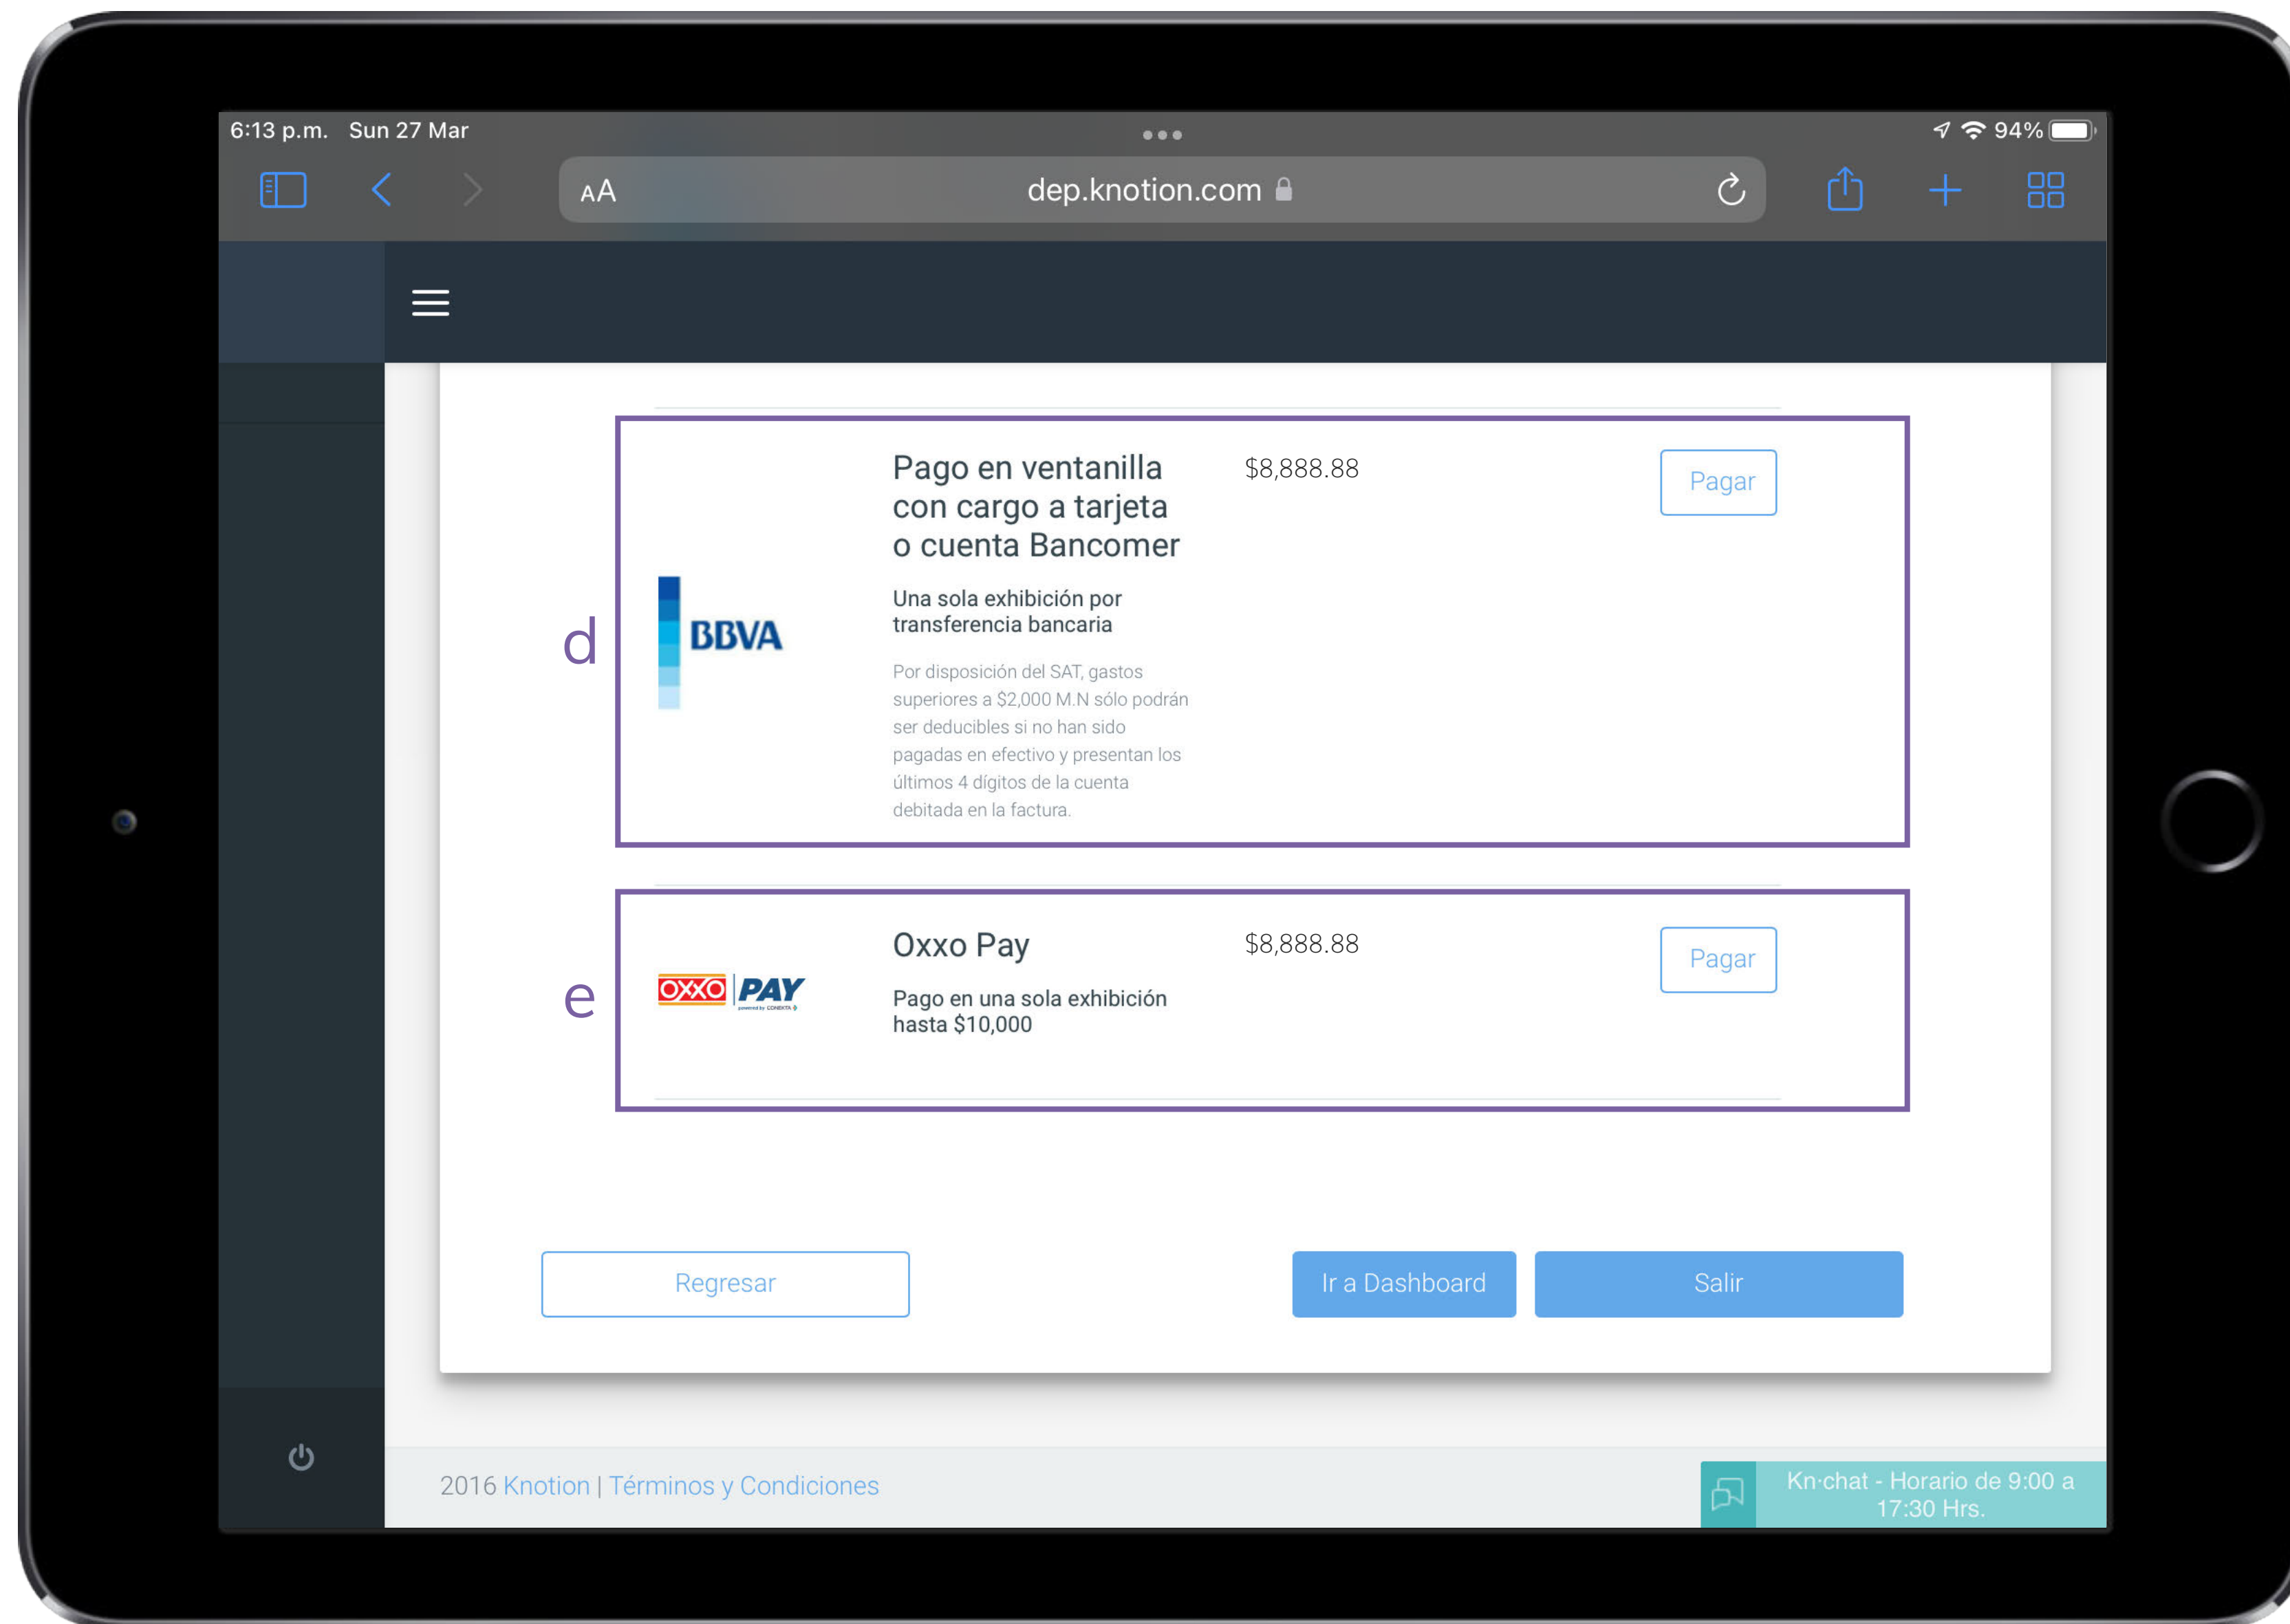 6:13 p.m. Sun 27 Mar
94%
AA
dep.knotion.com
Pago en ventanilla
con cargo a tarjeta
o cuenta Bancomer
$8,888.88
Pagar
Una sola exhibición por
transferencia bancaria
d
BBVA
Por disposición del SAT, gastos
superiores a $2,000 M.N sólo podrán
ser deducibles si no han sido
pagadas en efectivo y presentan los
últimos 4 dígitos de la cuenta
debitada en la factura.
Oxxo Pay
$8,888.88
Pagar
e
OXXO PAY
powered by CONEKTA
Pago en una sola exhibición
hasta $10,000
Regresar
Ir a Dashboard
Salir
2016 Knotion | Términos y Condiciones
Kn·chat - Horario de 9:00 a
17:30 Hrs.